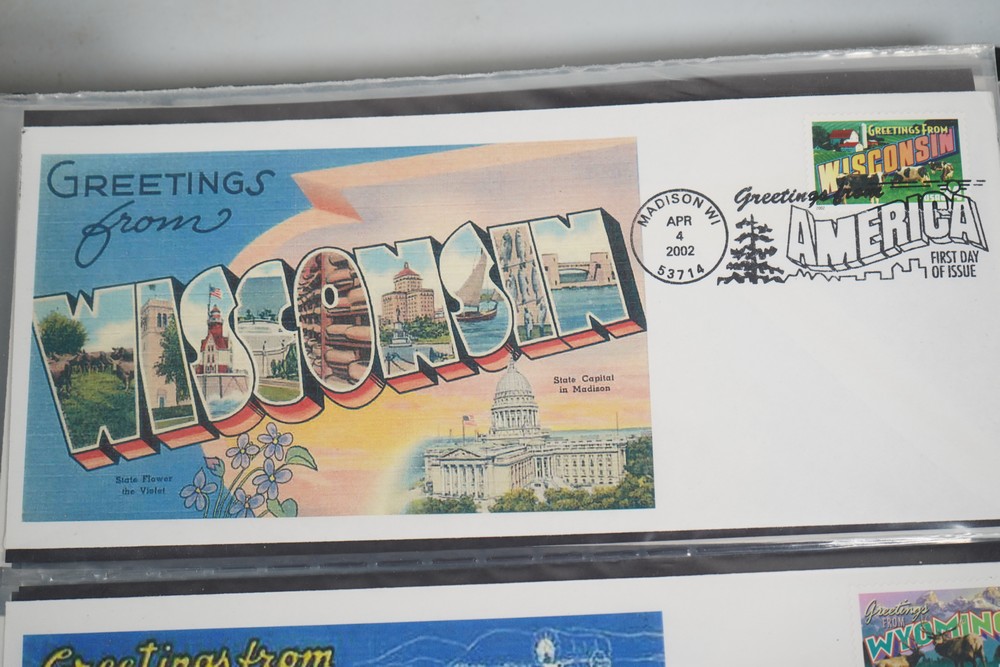 GREETINGS
from
WISCONSIN
State Capital
in Madison
State Flower
the Violet
GREETINGS FROM
WISCONSIN
MADISON WI
APR
4
2002
53714
Greetings from
AMERICA
FIRST DAY
OF ISSUE
Greetings from
Greetings
FROM
WYOMING